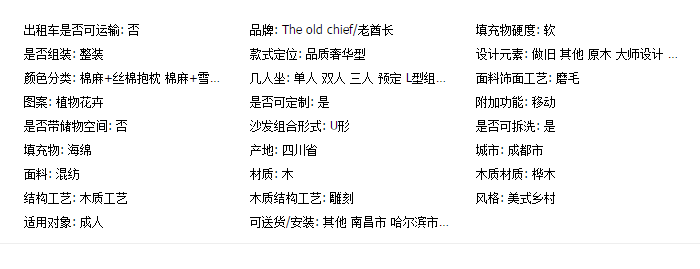 出租车是否可运输: 否 品牌: The old chief/老酋长 填充物硬度: 软
是否组装: 整装 款式定位: 品质奢华型 设计元素: 做旧 其他 原木 大师设计 ...
颜色分类: 棉麻+丝棉抱枕 棉麻+雪... 几人坐: 单人 双人 三人 预定 L型组... 面料饰面工艺: 磨毛
图案: 植物花卉 是否可定制: 是 附加功能: 移动
是否带储物空间: 否 沙发组合形式: U形 是否可拆洗: 是
填充物: 海绵 产地: 四川省 城市: 成都市
面料: 混纺 材质: 木 木质材质: 桦木
结构工艺: 木质工艺 木质结构工艺: 雕刻 风格: 美式乡村
适用对象: 成人 可送货/安装: 其他 南昌市 哈尔滨市...